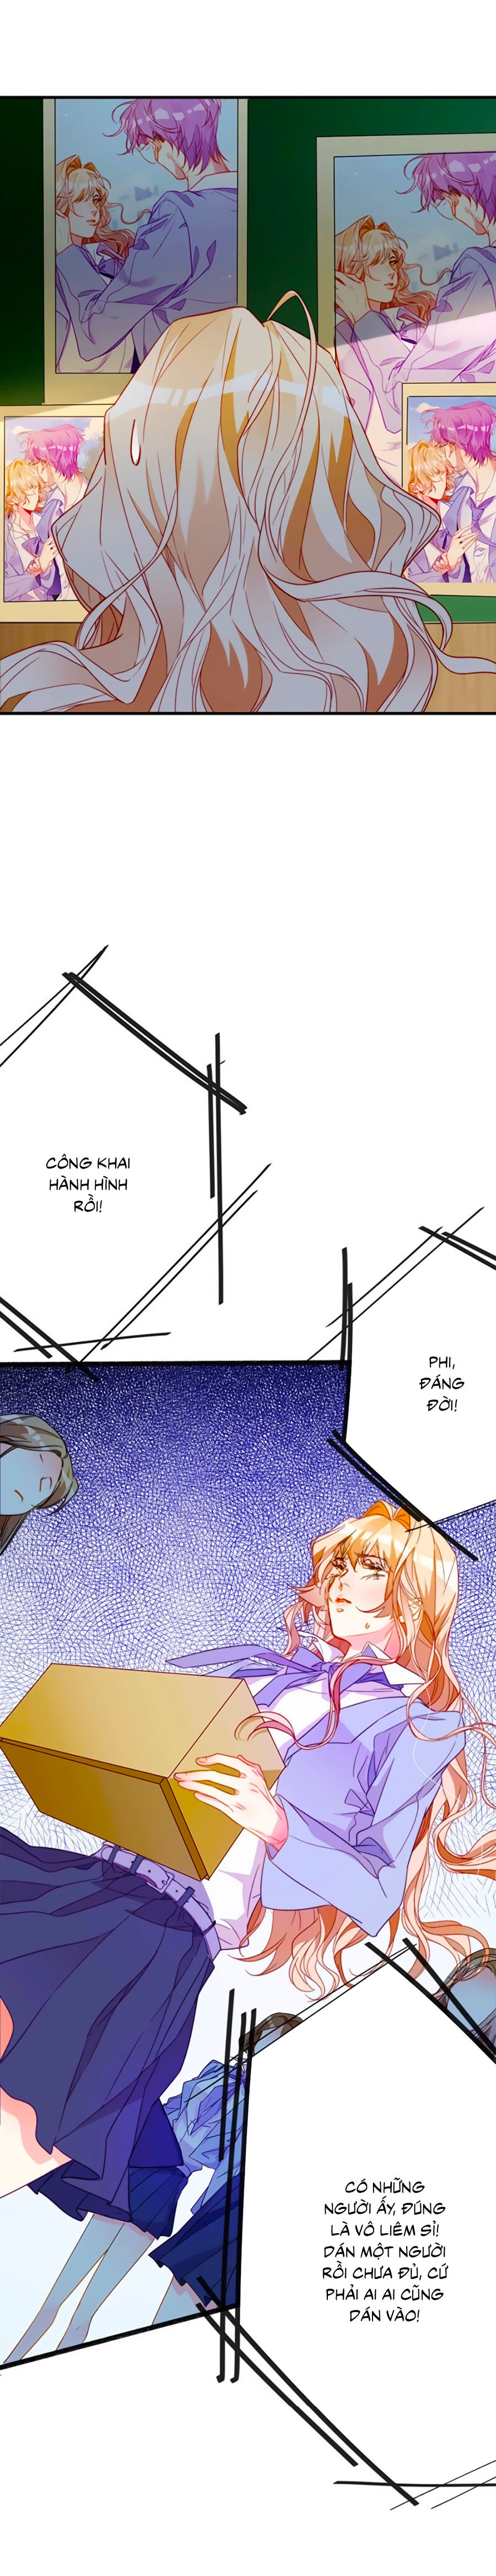 CÔNG KHAI
HÀNH HÌNH
RỒI!
PHI,
ĐÁNG
ĐỜI!
CÓ NHỮNG
NGƯỜI ẤY, ĐÚNG
LÀ VÔ LIÊM SỈ!
DÁN MỘT NGƯỜI
RỒI CHƯA ĐỦ, CỨ
PHẢI AI AI CŨNG
DÁN VÀO!